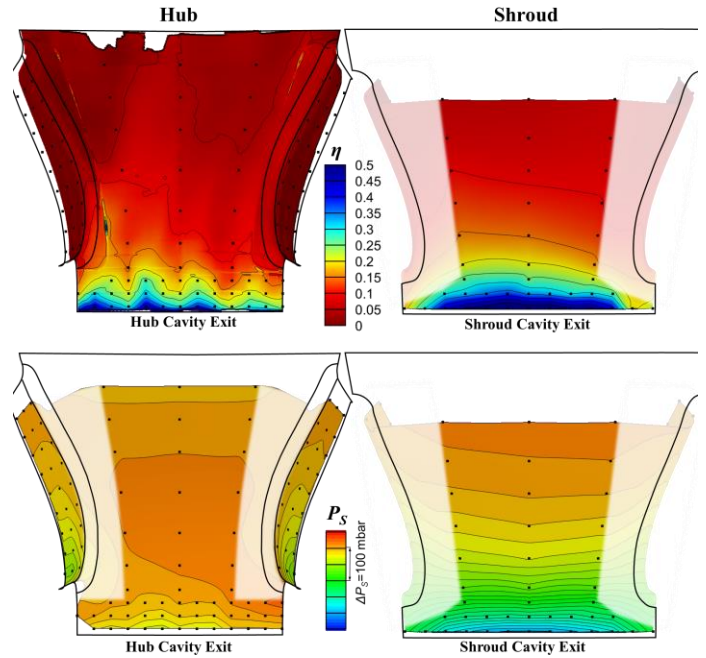 Hub
Shroud
η
0.5
0.45
0.4
0.35
0.3
0.25
0.2
0.15
0.1
0.05
0
Hub Cavity Exit
Shroud Cavity Exit
P_S
ΔP_S=100 mbar
Hub Cavity Exit
Shroud Cavity Exit